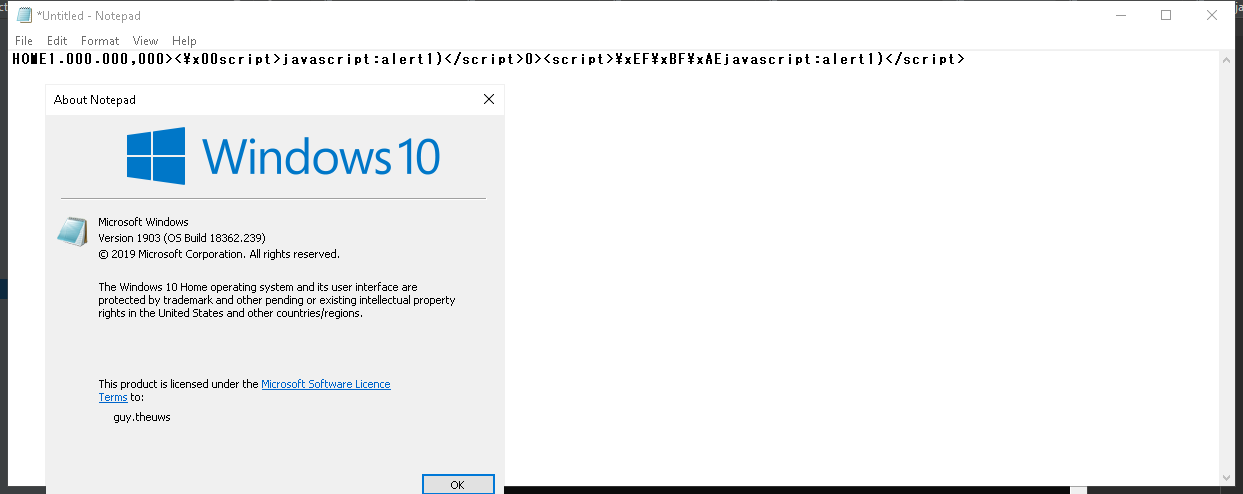 *Untitled - Notepad
File Edit Format View Help
HOME1.000.000,000><¥x00script>javascript:alert1)</script>0><script>¥xEF¥xBF¥xAEjavascript:alert1)</script>
About Notepad
Windows 10
Microsoft Windows
Version 1903 (OS Build 18362.239)
© 2019 Microsoft Corporation. All rights reserved.
The Windows 10 Home operating system and its user interface are
protected by trademark and other pending or existing intellectual property
rights in the United States and other countries/regions.
This product is licensed under the Microsoft Software Licence
Terms to:
guy.theuws
OK